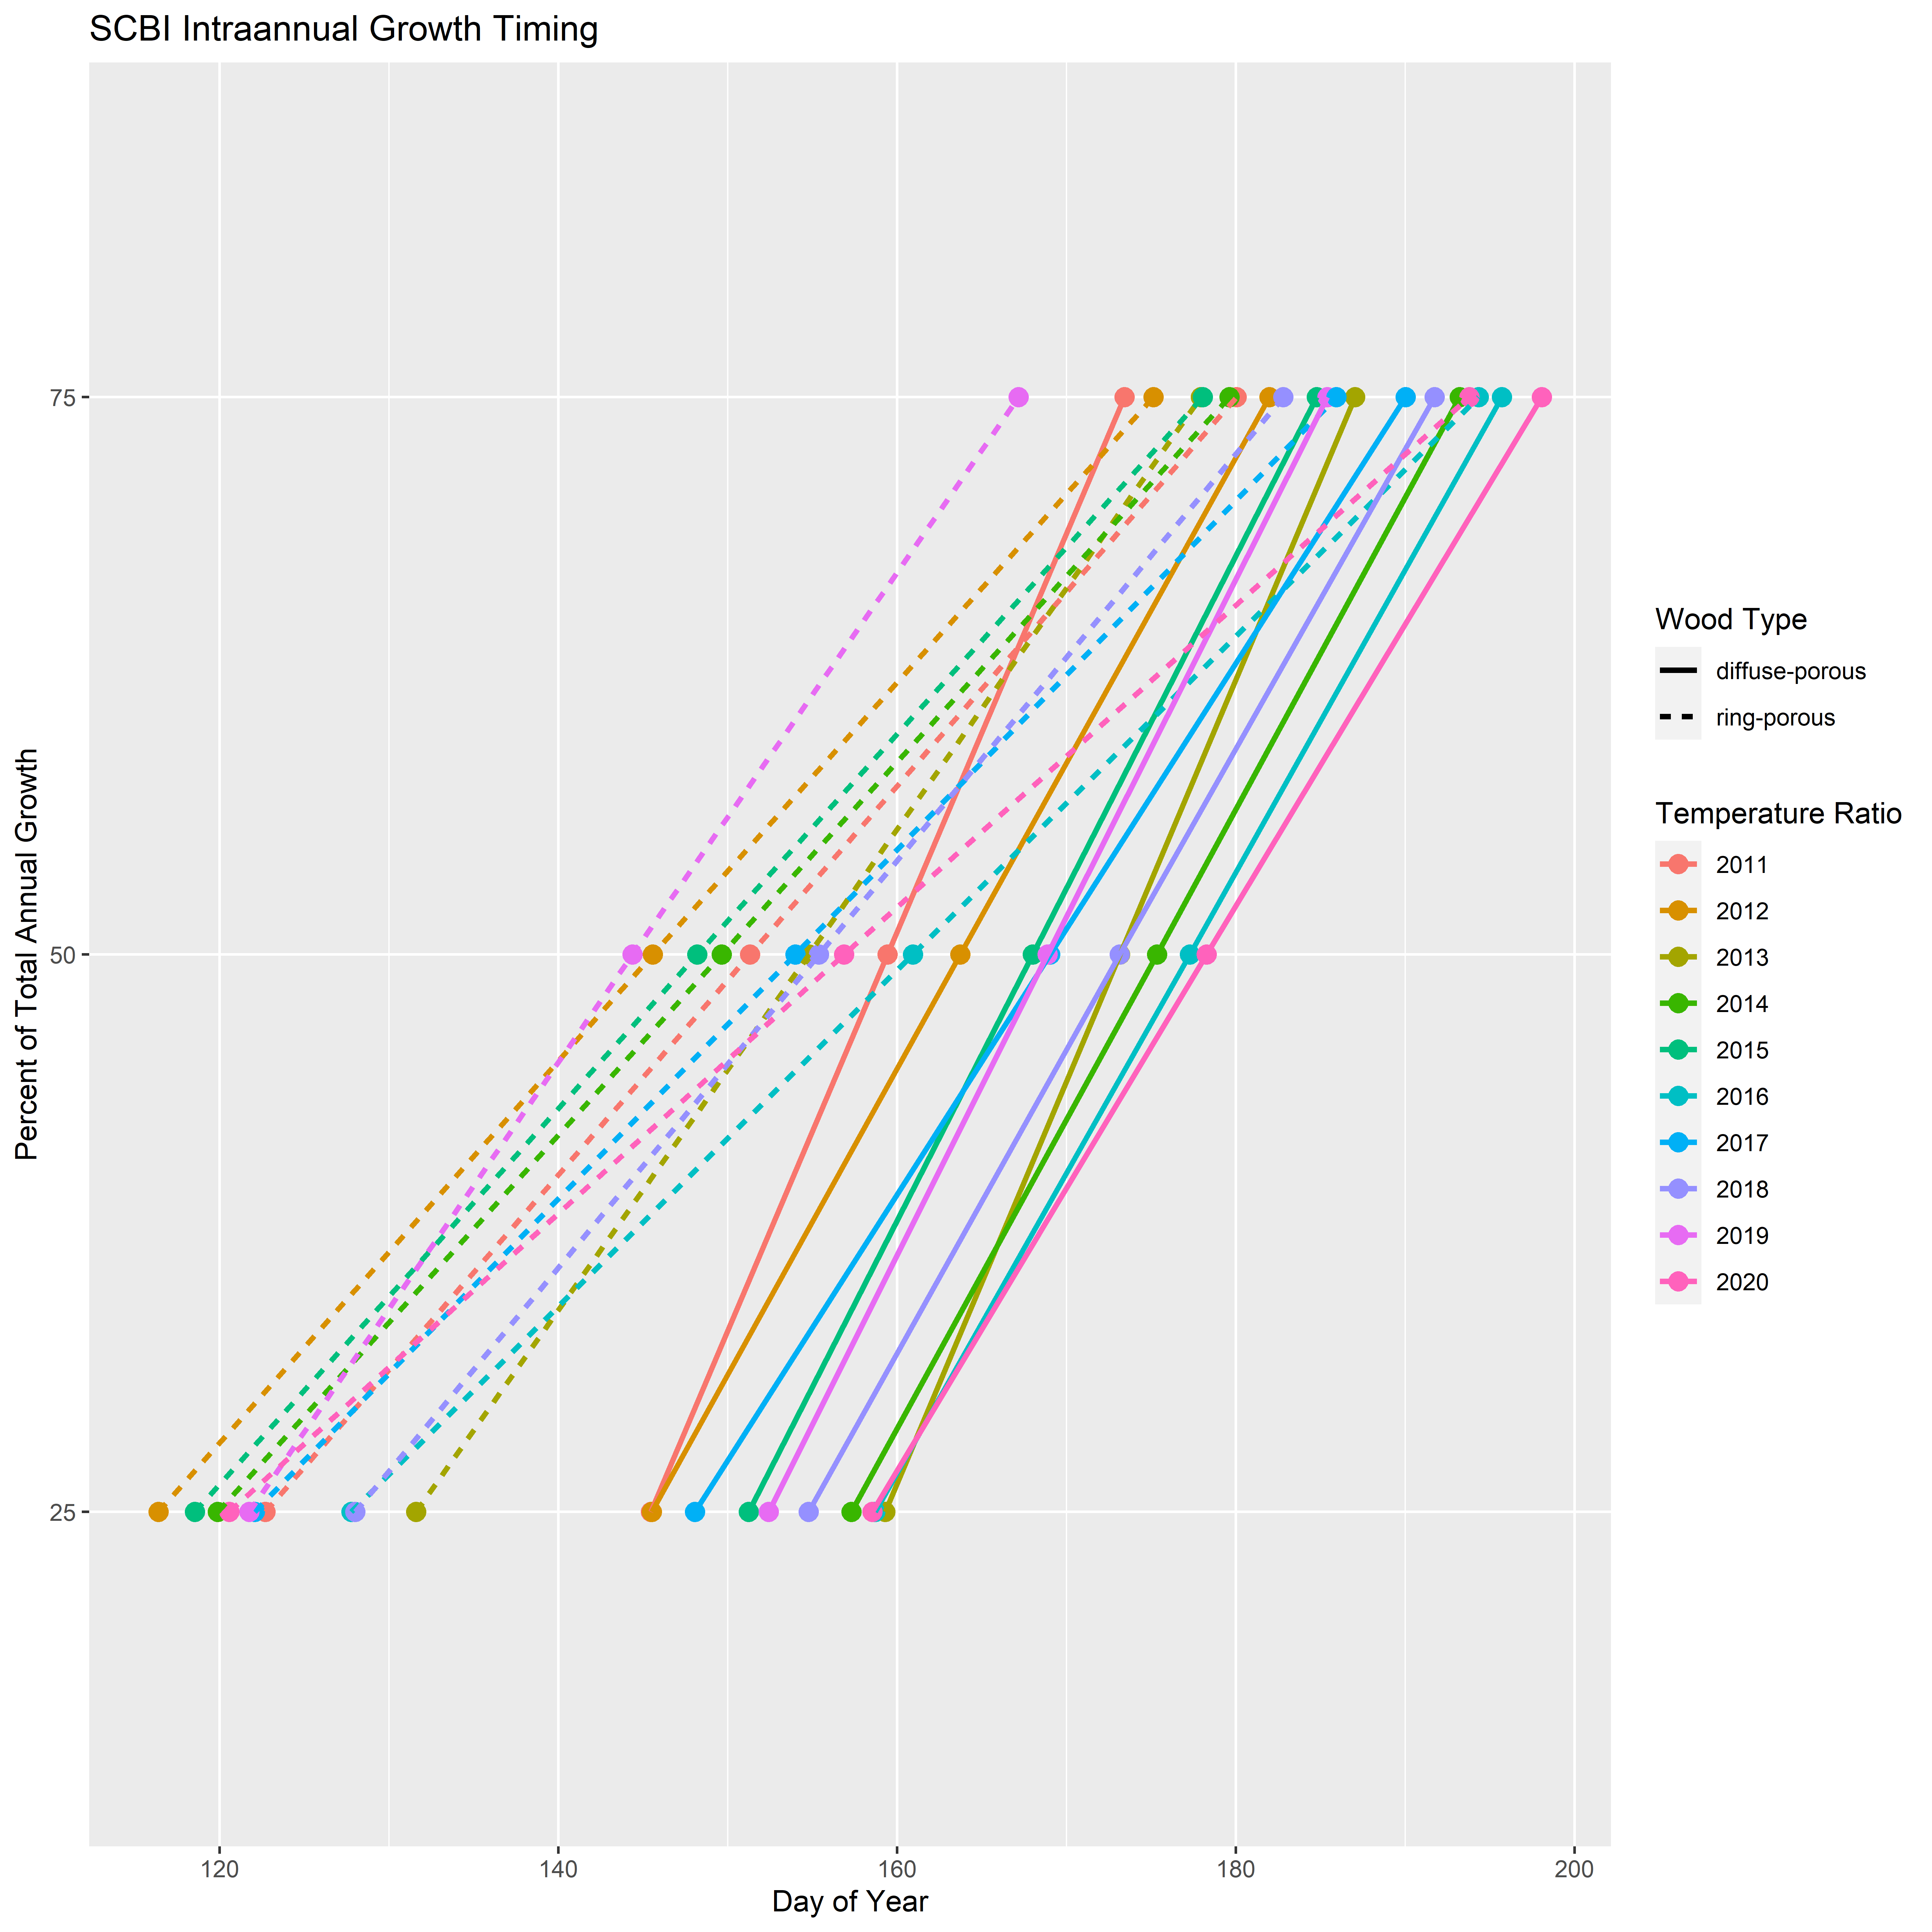 SCBI Intraannual Growth Timing
75
50
25
Percent of Total Annual Growth
120 140 160 180 200
Day of Year
Wood Type
diffuse-porous
ring-porous
Temperature Ratio
2011
2012
2013
2014
2015
2016
2017
2018
2019
2020